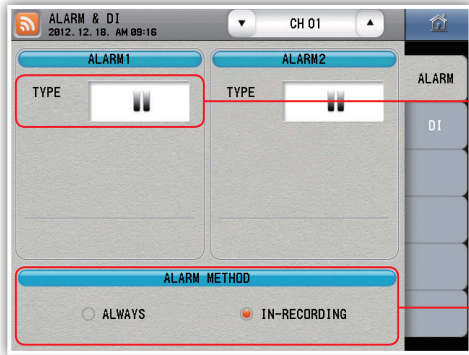 ALARM & DI
2012. 12. 18. AM 09:16
CH 01
ALARM1
ALARM2
ALARM
TYPE
TYPE
DI
ALARM METHOD
ALWAYS
IN-RECORDING